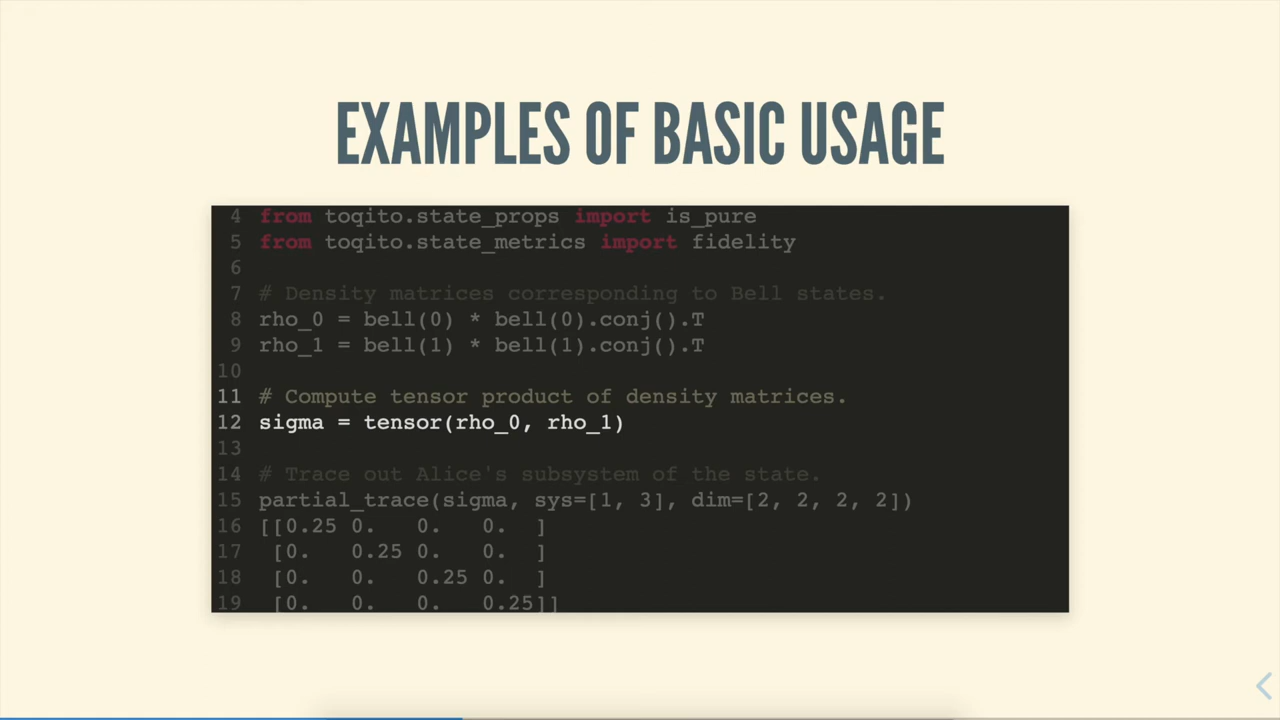 EXAMPLES OF BASIC USAGE
4 from toqito.state_props import is_pure
5 from toqito.state_metrics import fidelity
6
7 # Density matrices corresponding to Bell states.
8 rho_0 = bell(0) * bell(0).conj().T
9 rho_1 = bell(1) * bell(1).conj().T
10
11 # Compute tensor product of density matrices.
12 sigma = tensor(rho_0, rho_1)
13
14 # Trace out Alice's subsystem of the state.
15 partial_trace(sigma, sys=[1, 3], dim=[2, 2, 2, 2])
16 [[0.25 0.   0.   0.  ]
17  [0.   0.25 0.   0.  ]
18  [0.   0.   0.25 0.  ]
19  [0.   0.   0.   0.25]]